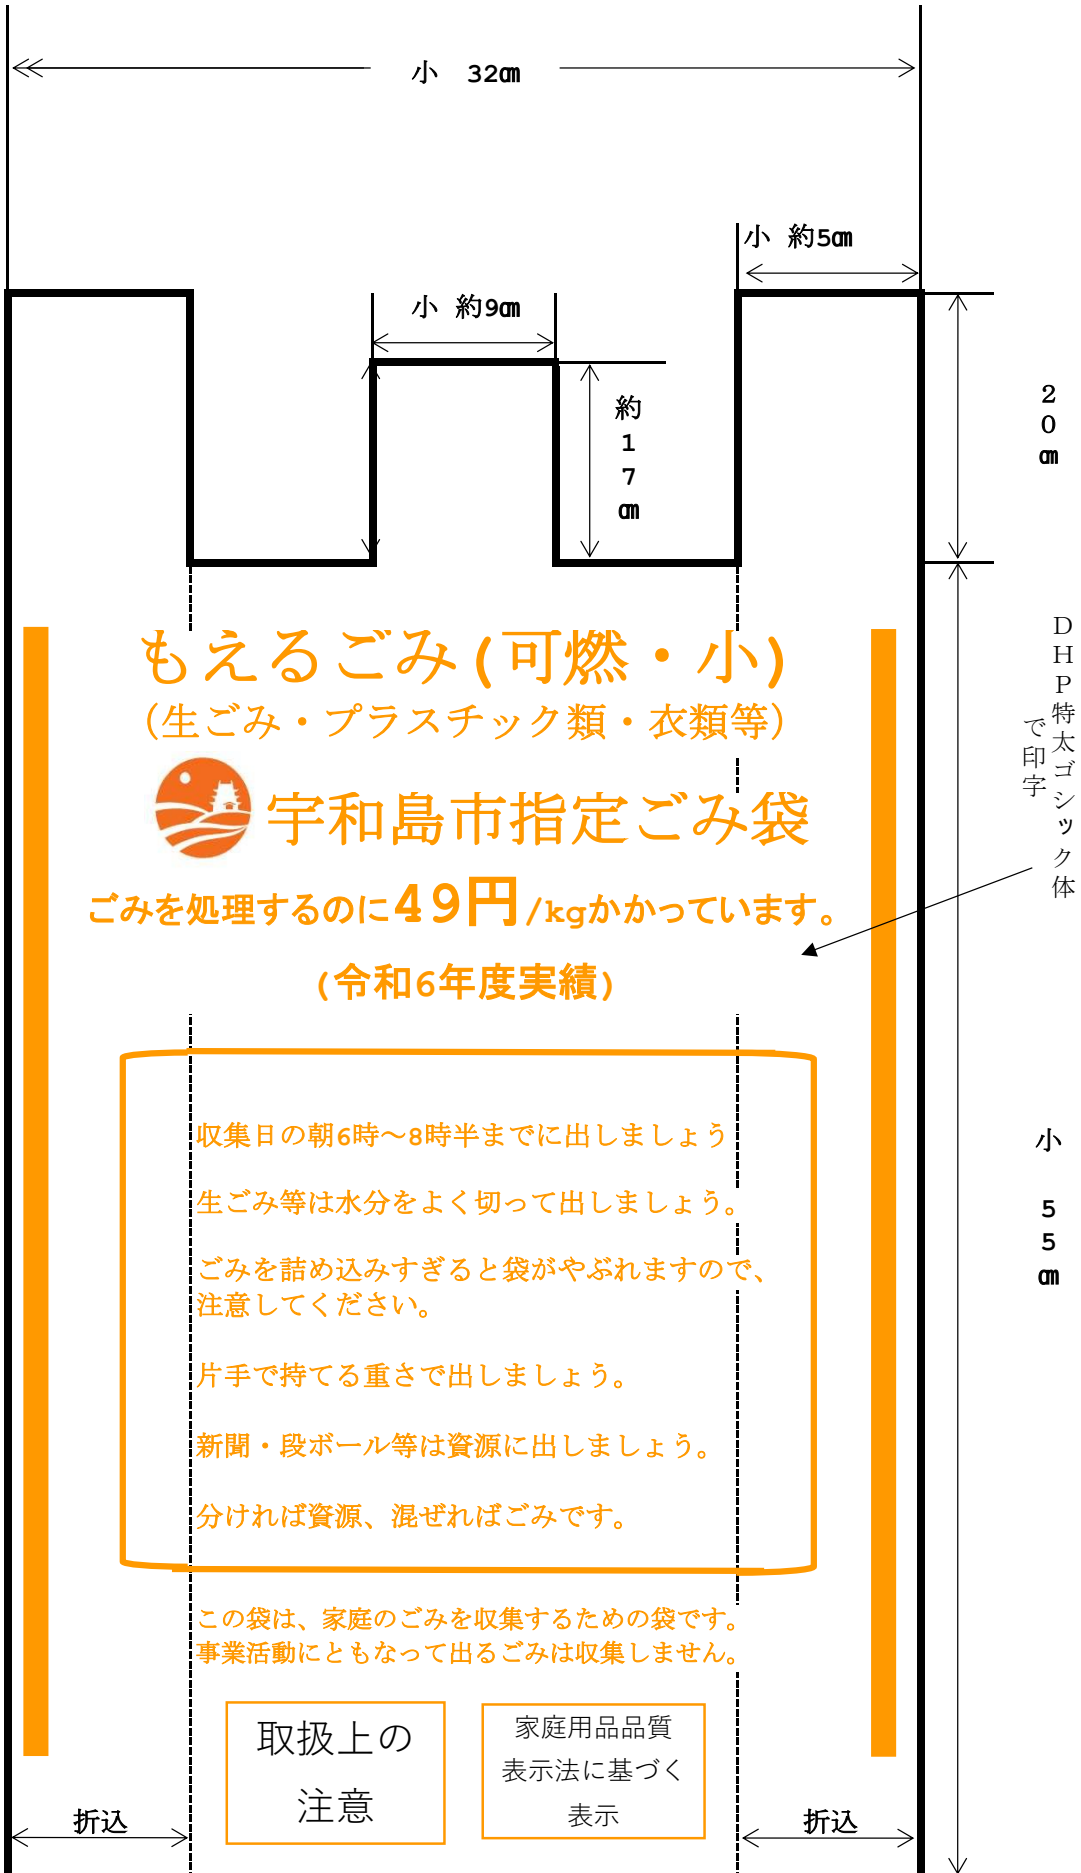 小 32㎝
小 約5㎝
小 約9㎝
約17㎝
20㎝
もえるごみ(可燃・小)
(生ごみ・プラスチック類・衣類等)
宇和島市指定ごみ袋
ごみを処理するのに49円/kgかかっています。
(令和6年度実績)
DHP特太ゴシック体
で印字
収集日の朝6時～8時半までに出しましょう
生ごみ等は水分をよく切って出しましょう。
ごみを詰め込みすぎると袋がやぶれますので、
注意してください。
片手で持てる重さで出しましょう。
新聞・段ボール等は資源に出しましょう。
分ければ資源、混ぜればごみです。
小 55㎝
この袋は、家庭のごみを収集するための袋です。
事業活動にともなって出るごみは収集しません。
取扱上の
注意
家庭用品品質
表示法に基づく
表示
折込
折込